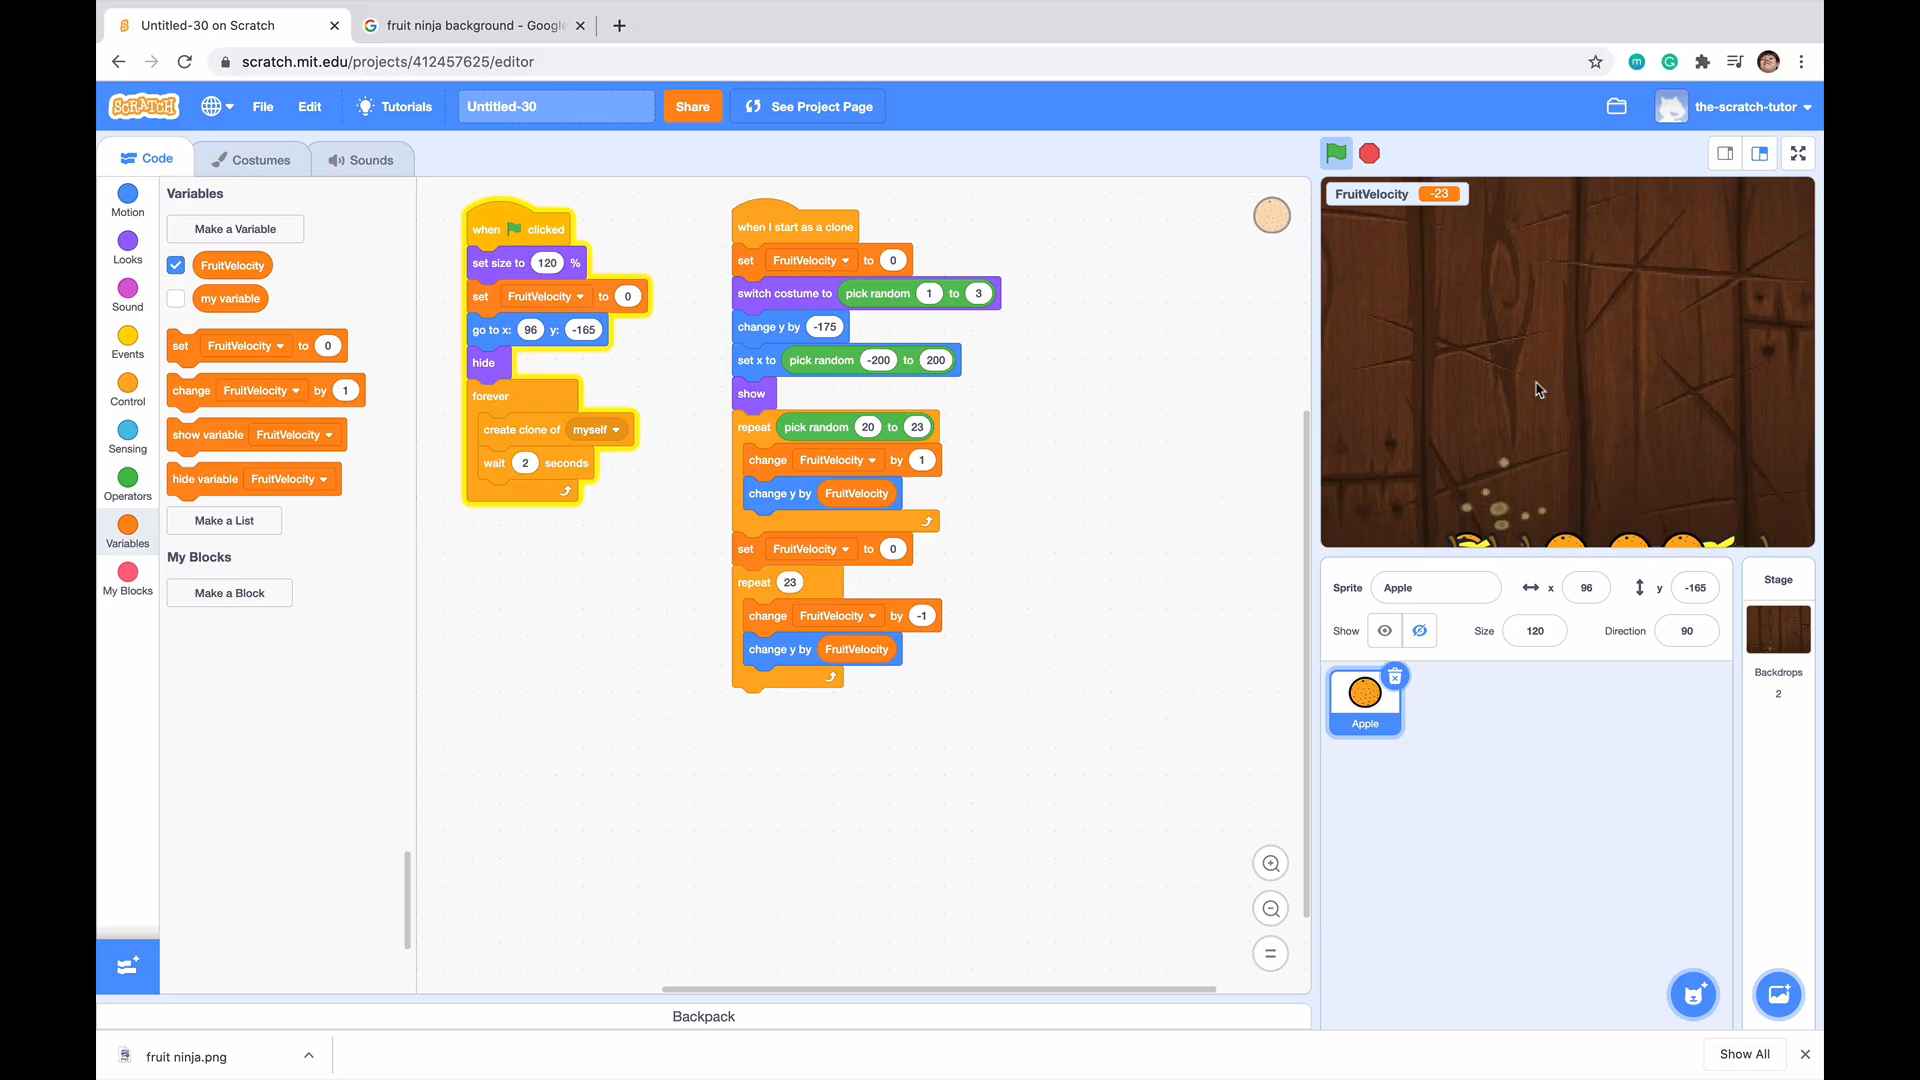 Untitled-30 on Scratch
fruit ninja background - Google
scratch.mit.edu/projects/412457625/editor
m
G
SCRATCH
File
Edit
Tutorials
Untitled-30
Share
See Project Page
the-scratch-tutor
Code
Costumes
Sounds
Motion
Looks
Sound
Events
Control
Sensing
Operators
Variables
My Blocks
Variables
Make a Variable
FruitVelocity
my variable
set FruitVelocity to 0
change FruitVelocity by 1
show variable FruitVelocity
hide variable FruitVelocity
Make a List
My Blocks
Make a Block
when clicked
set size to 120 %
set FruitVelocity to 0
go to x: 96 y: -165
hide
forever
create clone of myself
wait 2 seconds
when I start as a clone
set FruitVelocity to 0
switch costume to pick random 1 to 3
change y by -175
set x to pick random -200 to 200
show
repeat pick random 20 to 23
change FruitVelocity by 1
change y by FruitVelocity
set FruitVelocity to 0
repeat 23
change FruitVelocity by -1
change y by FruitVelocity
FruitVelocity -23
Sprite Apple x 96 y -165
Show Size 120 Direction 90
Apple
Stage
Backdrops
2
Backpack
fruit ninja.png
Show All